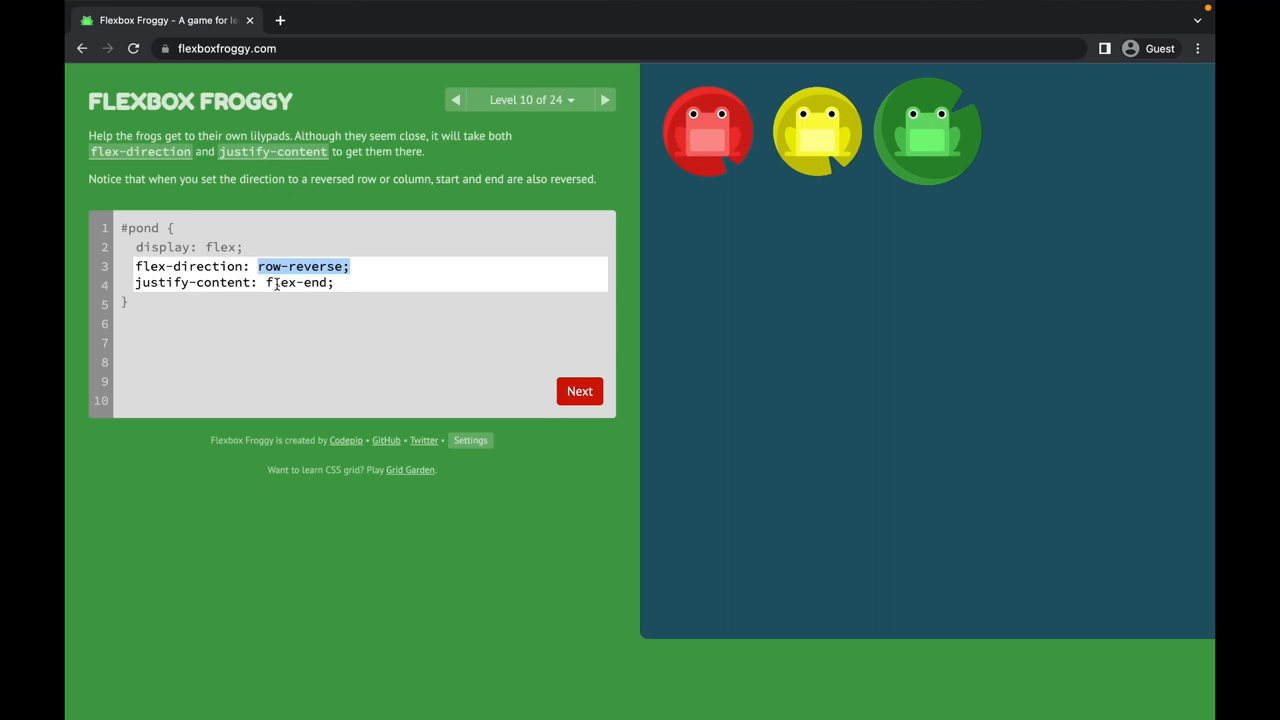 Flexbox Froggy - A game for le
flexboxfroggy.com
Guest
FLEXBOX FROGGY
Level 10 of 24
Help the frogs get to their own lilypads. Although they seem close, it will take both
flex-direction and justify-content to get them there.
Notice that when you set the direction to a reversed row or column, start and end are also reversed.
1 #pond {
2 display: flex;
3 flex-direction: row-reverse;
4 justify-content: flex-end;
5 }
6
7
8
9
10
Next
Flexbox Froggy is created by Codepip • GitHub • Twitter • Settings
Want to learn CSS grid? Play Grid Garden.